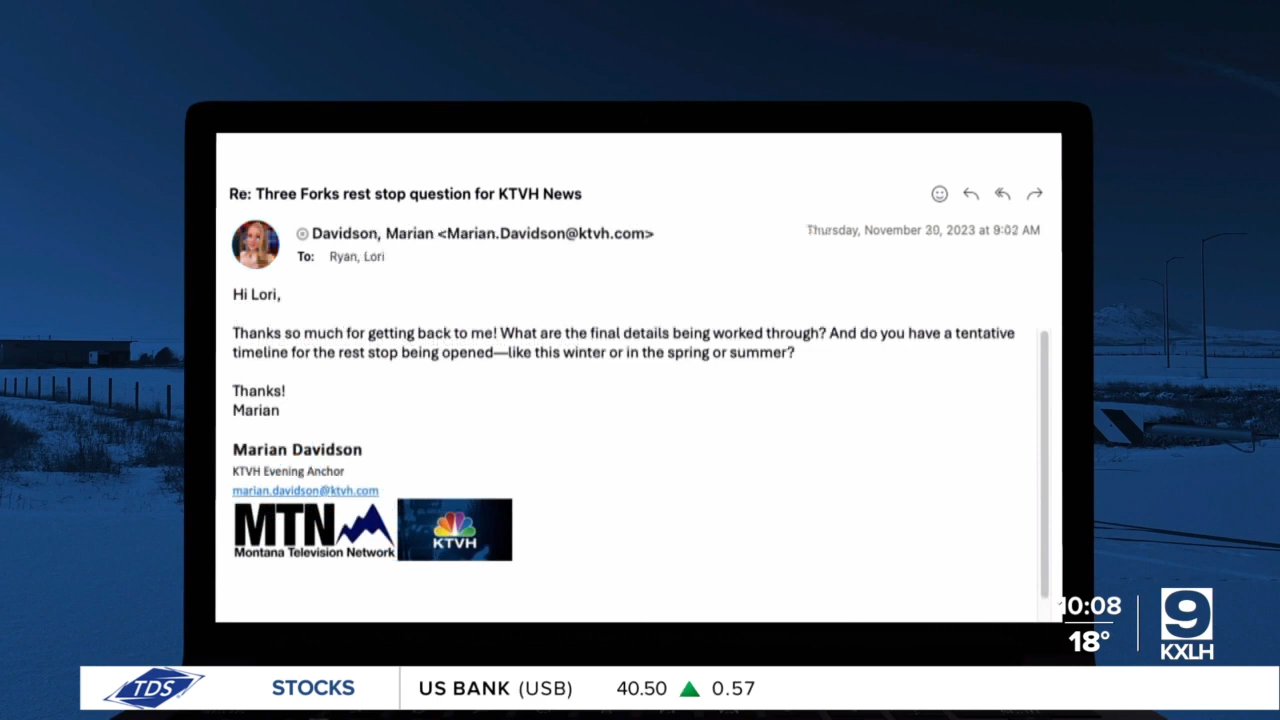 Re: Three Forks rest stop question for KTVH News
Davidson, Marian <Marian.Davidson@ktvh.com>
Thursday, November 30, 2023 at 9:02 AM
To: Ryan, Lori
Hi Lori,
Thanks so much for getting back to me! What are the final details being worked through? And do you have a tentative
timeline for the rest stop being opened—like this winter or in the spring or summer?
Thanks!
Marian
Marian Davidson
KTVH Evening Anchor
marian.davidson@ktvh.com
MTN
Montana Television Network
KTVH
10:08
18°
9
KXLH
TDS
STOCKS
US BANK (USB) 40.50 0.57